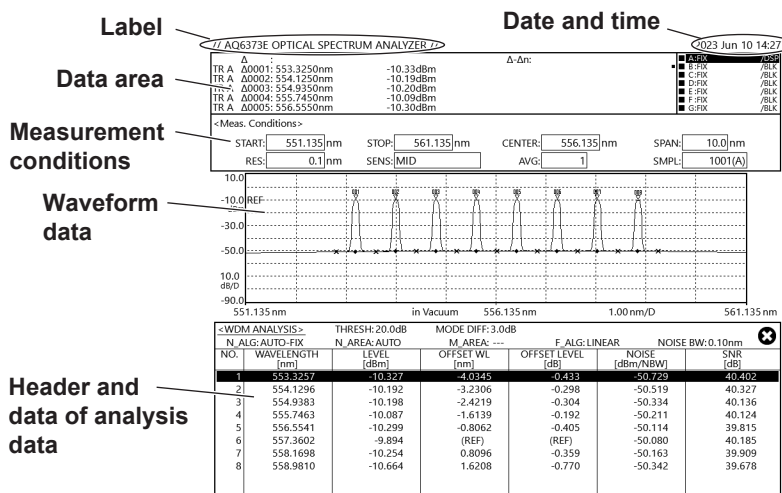 Label
Date and time
// AQ6373E OPTICAL SPECTRUM ANALYZER //
2023 Jun 10 14:27
Data area
Δ :
Δ-Δn:
TR A Δ0001: 553.3250nm -10.33dBm
TR A Δ0002: 554.1250nm -10.19dBm
TR A Δ0003: 554.9350nm -10.20dBm
TR A Δ0004: 555.7450nm -10.09dBm
TR A Δ0005: 556.5550nm -10.30dBm
A:FIX /DSP
B:FIX /BLK
C:FIX /BLK
D:FIX /BLK
E:FIX /BLK
F:FIX /BLK
G:FIX /BLK
Measurement
conditions
<Meas. Conditions>
START: 551.135 nm STOP: 561.135 nm CENTER: 556.135 nm SPAN: 10.0 nm
RES: 0.1 nm SENS: MID AVG: 1 SMPL: 1001(A)
Waveform
data
10.0
-10.0 REF
-30.0
-50.0
10.0
dB/D
-90.0
001 002 003 004 005 006 007 008
551.135 nm in Vacuum 556.135 nm 1.00 nm/D 561.135 nm
Header and
data of analysis
data
<WDM ANALYSIS> THRESH: 20.0dB MODE DIFF: 3.0dB
N_ALG: AUTO-FIX N_AREA: AUTO M_AREA: --- F_ALG: LINEAR NOISE BW: 0.10nm
NO. WAVELENGTH LEVEL OFFSET WL OFFSET LEVEL NOISE SNR
[nm] [dBm] [nm] [dB] [dBm/NBW] [dB]
1 553.3257 -10.327 -4.0345 -0.433 -50.729 40.402
2 554.1296 -10.192 -3.2306 -0.298 -50.519 40.327
3 554.9383 -10.198 -2.4219 -0.304 -50.334 40.136
4 555.7463 -10.087 -1.6139 -0.192 -50.211 40.124
5 556.5541 -10.299 -0.8062 -0.405 -50.114 39.815
6 557.3602 -9.894 (REF) (REF) -50.080 40.185
7 558.1698 -10.254 0.8096 -0.359 -50.163 39.909
8 558.9810 -10.664 1.6208 -0.770 -50.342 39.678